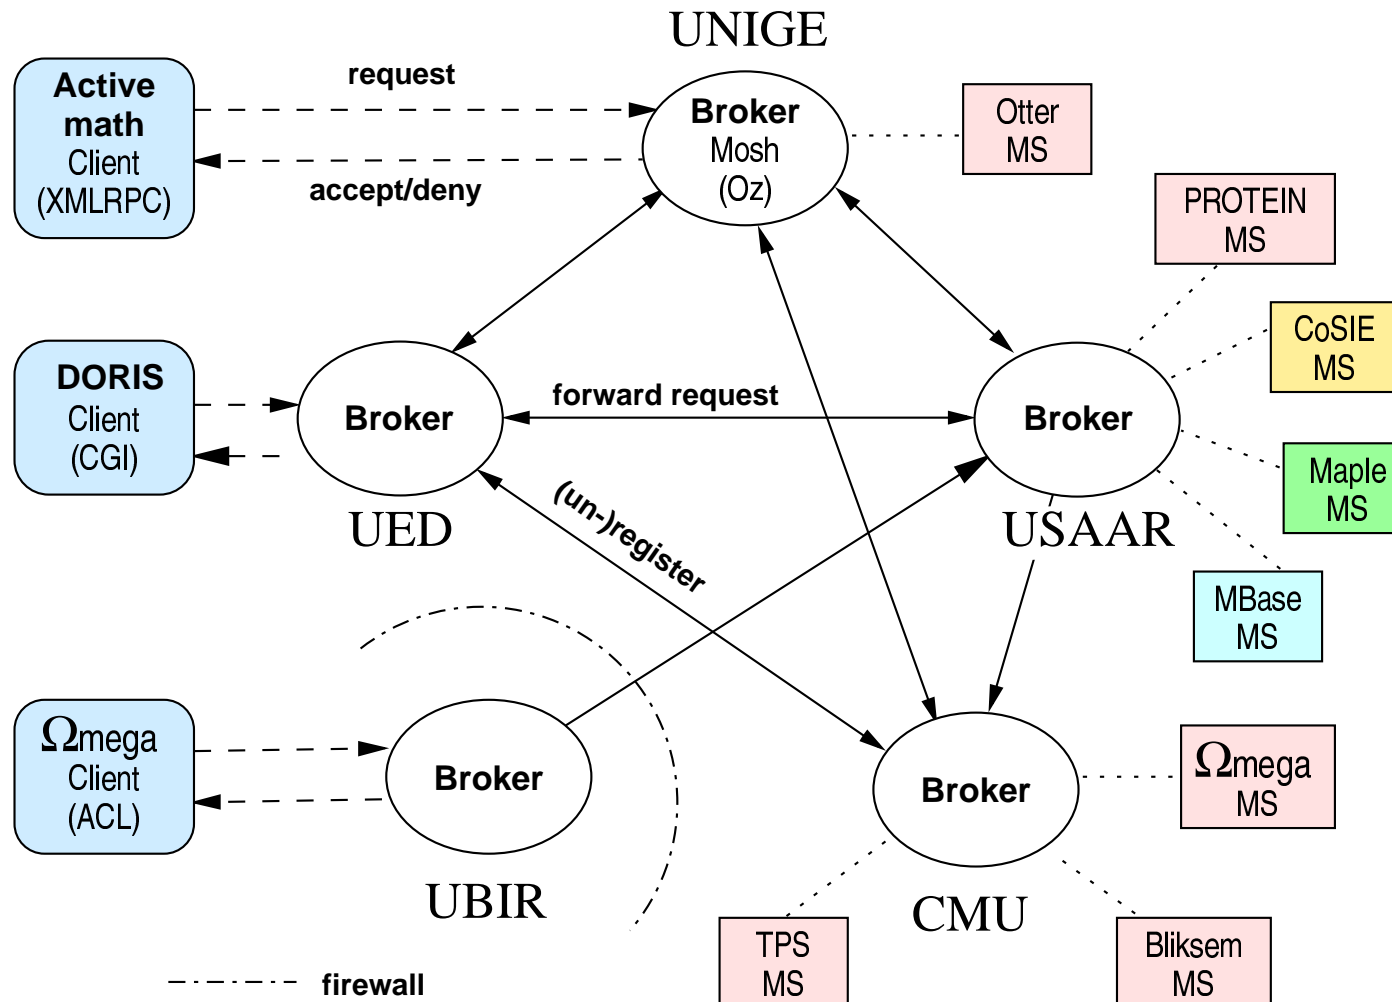 UNIGE
Active
math
Client
(XMLRPC)
request
accept/deny
Broker
Mosh
(Oz)
Otter
MS
PROTEIN
MS
CoSIE
MS
DORIS
Client
(CGI)
Broker
UED
forward request
Broker
USAAR
Maple
MS
(un-)register
MBase
MS
Ωmega
Client
(ACL)
Broker
UBIR
Broker
CMU
Ωmega
MS
TPS
MS
Bliksem
MS
firewall